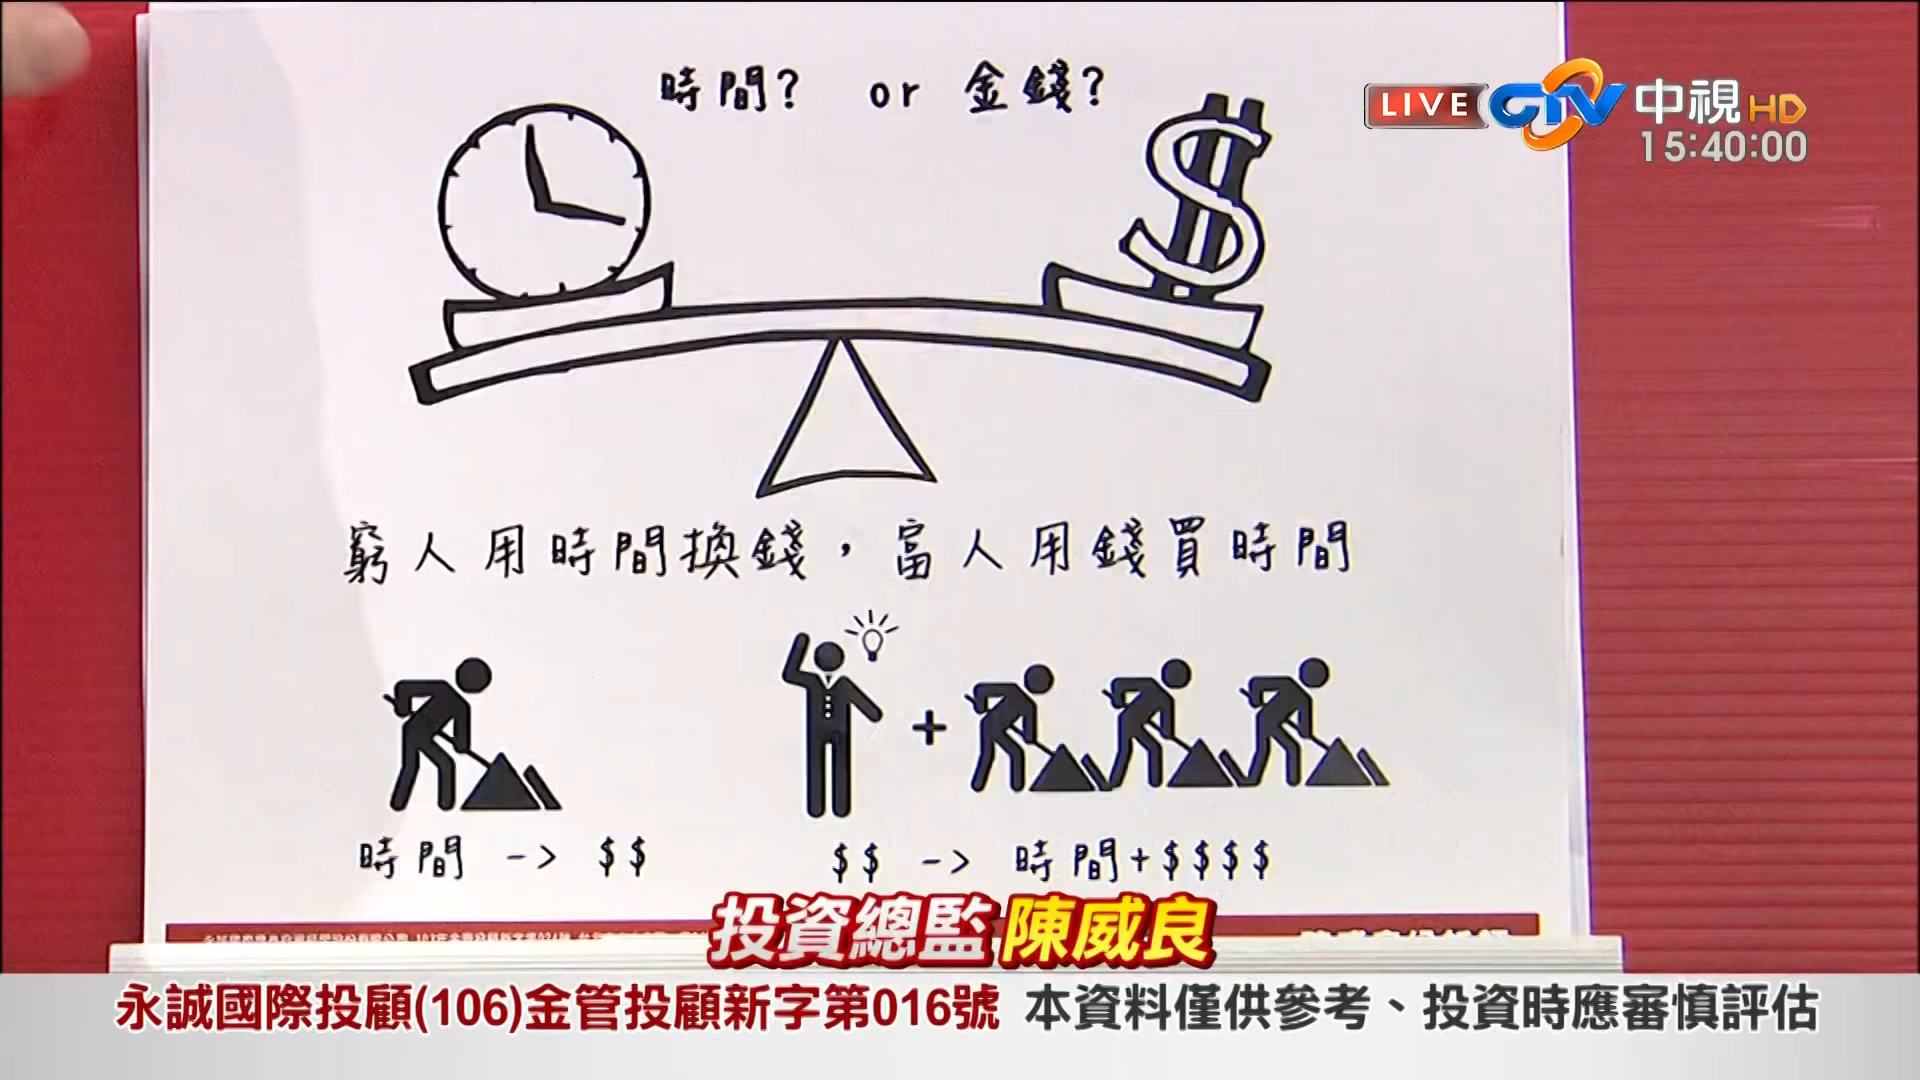 時間? or 金錢?
LIVE CTV 中視HD
15:40:00
窮人用時間換錢，富人用錢買時間
時間 -> $$
$$ -> 時間+$$$$
投資總監 陳威良
永誠國際投顧(106)金管投顧新字第016號 本資料僅供參考、投資時應審慎評估